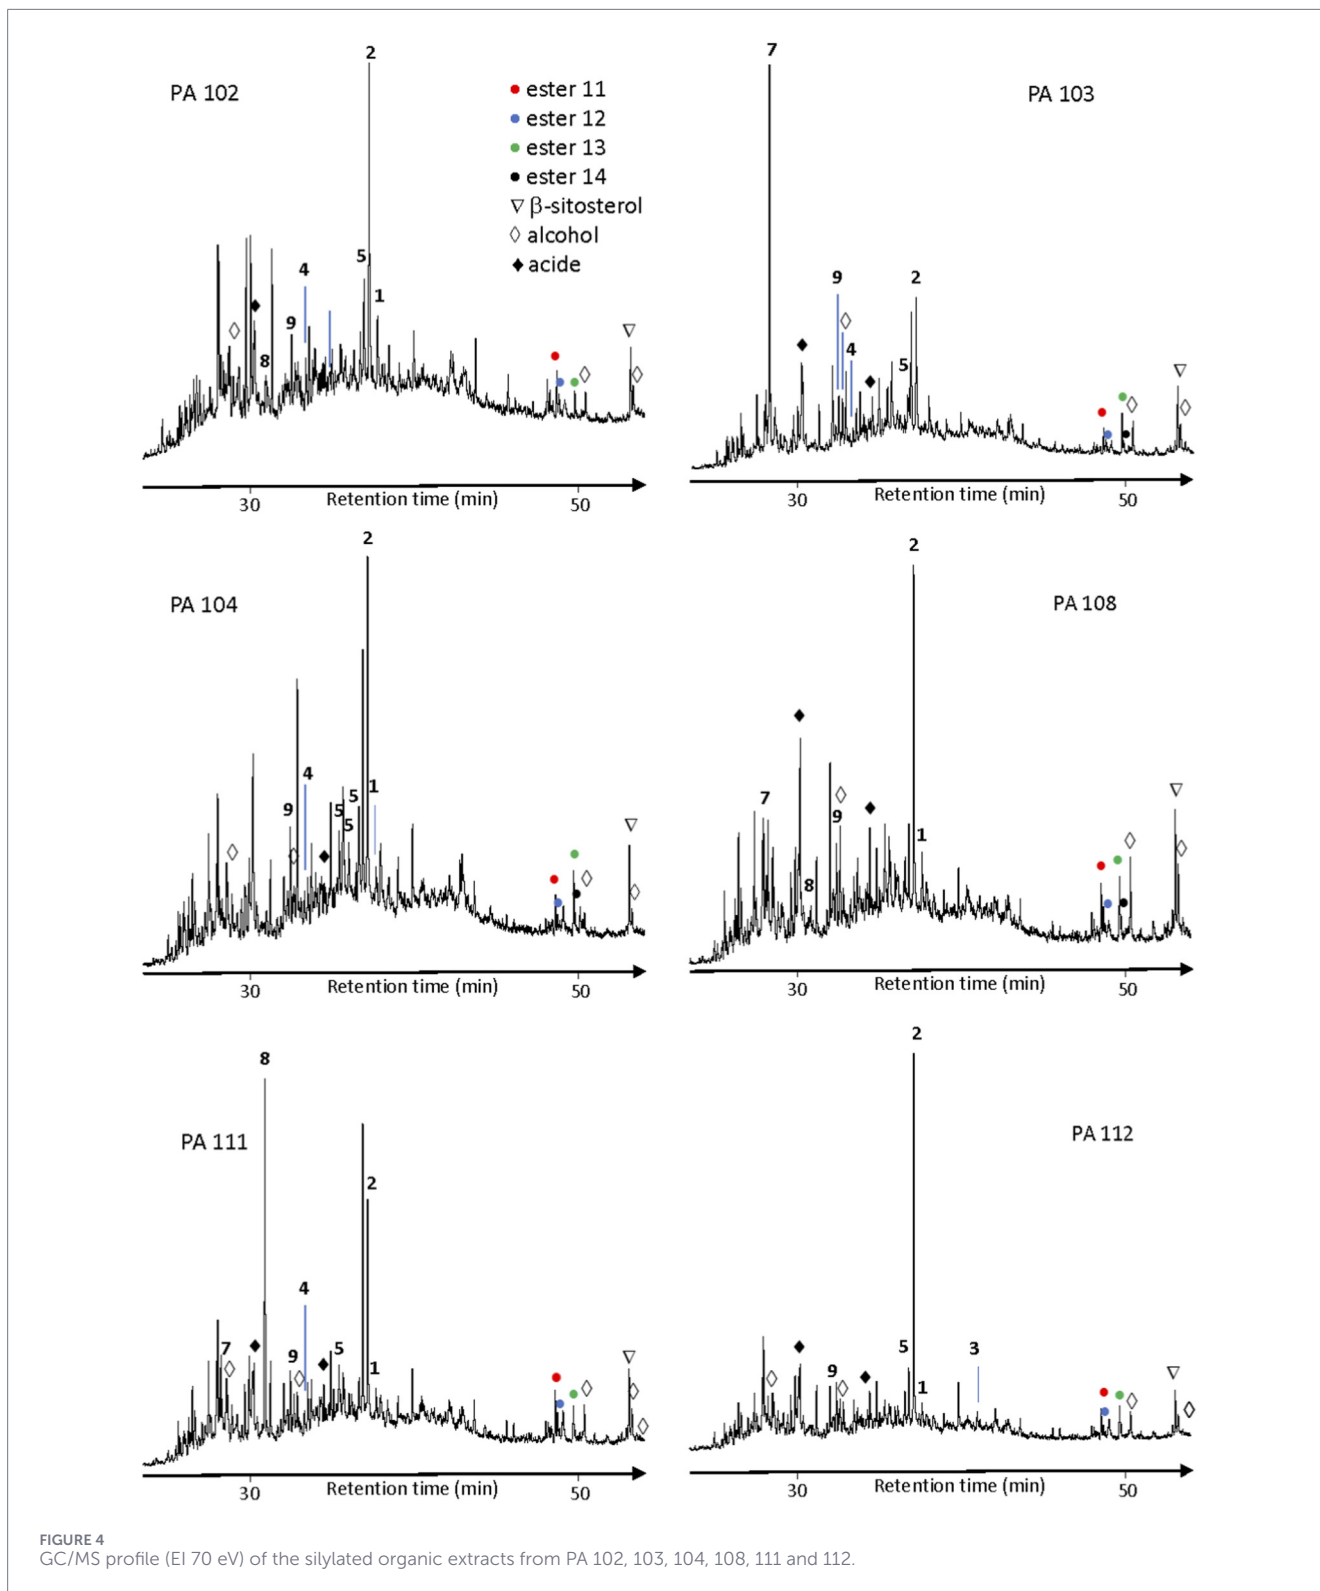 PA 102
2
5
4
1
9
8
ester 11
ester 12
ester 13
ester 14
β-sitosterol
alcohol
acide
30
Retention time (min)
50
7
PA 103
9
2
4
5
30
Retention time (min)
50
2
PA 104
4
1
5
9
5
5
30
Retention time (min)
50
2
PA 108
7
9
1
8
30
Retention time (min)
50
8
PA 111
2
4
7
9
5
1
30
Retention time (min)
50
2
PA 112
5
3
9
1
30
Retention time (min)
50
FIGURE 4
GC/MS profile (EI 70 eV) of the silylated organic extracts from PA 102, 103, 104, 108, 111 and 112.